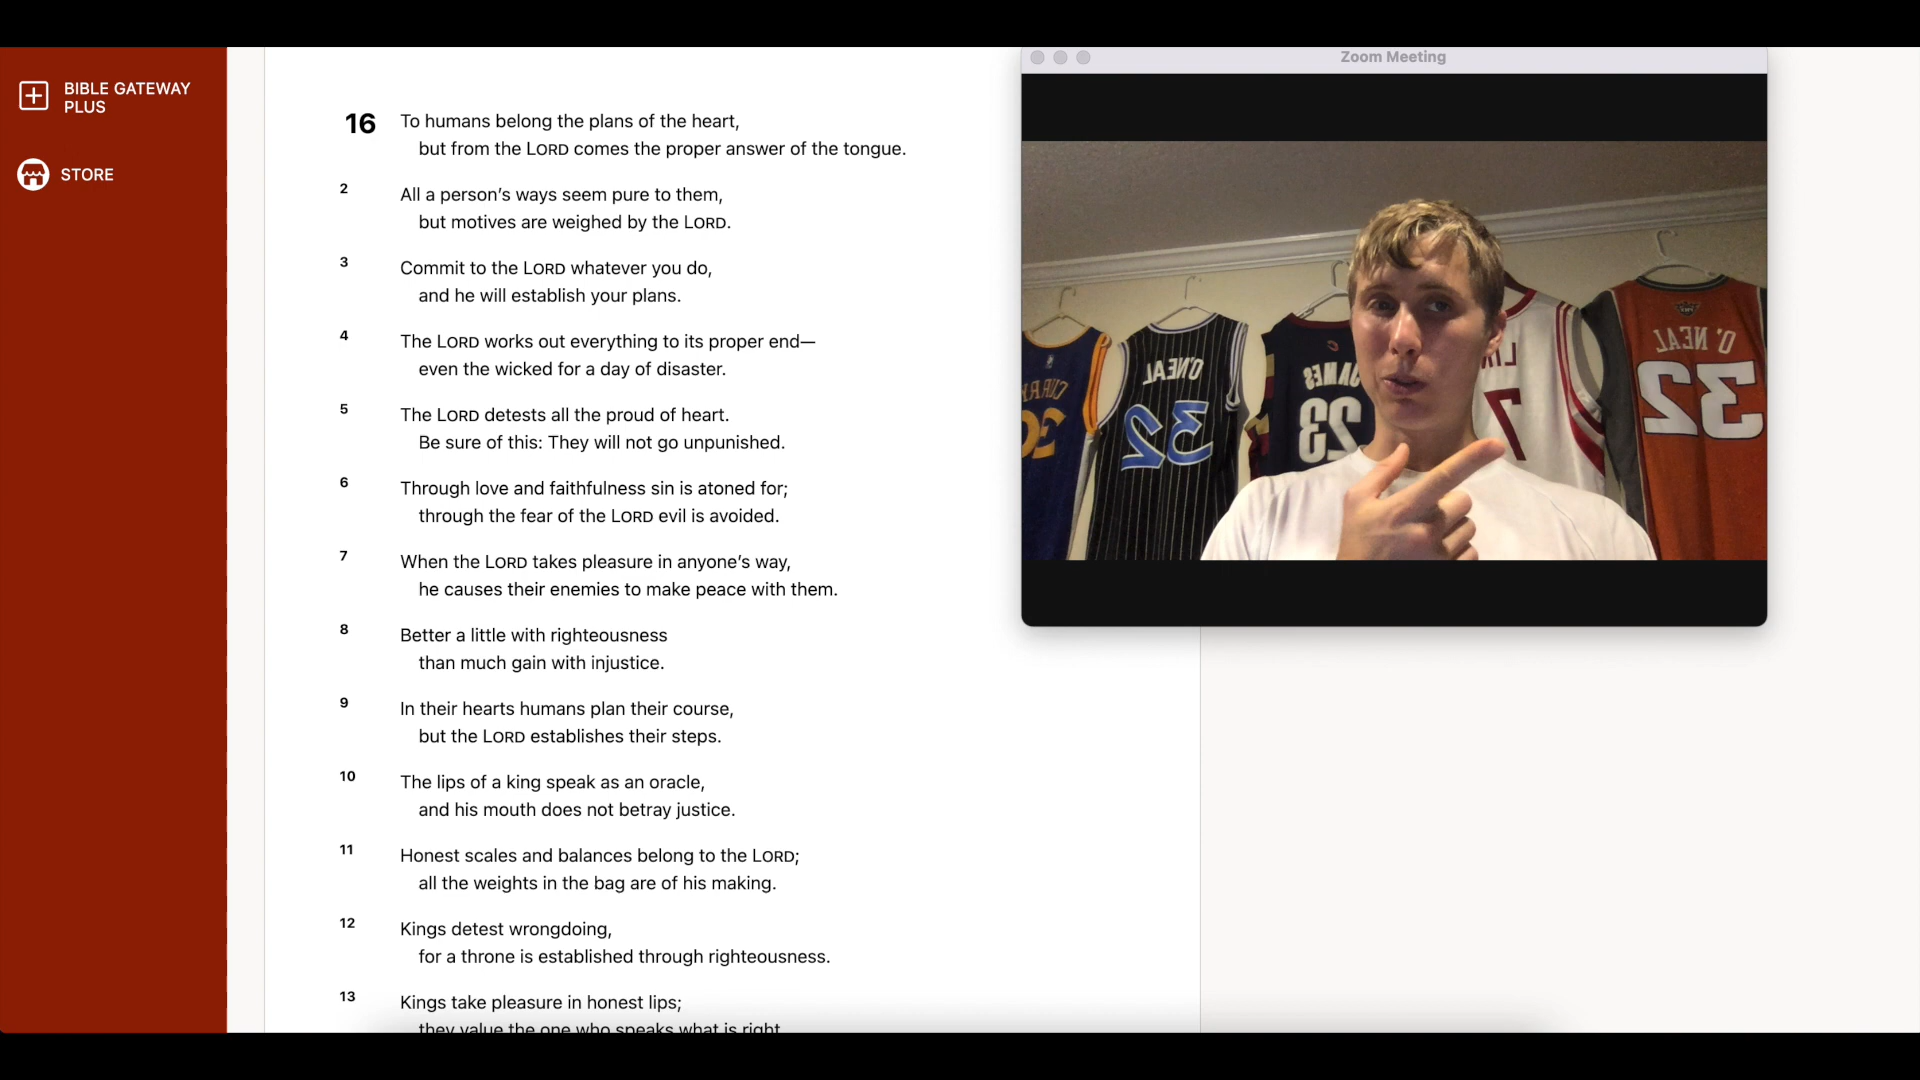 BIBLE GATEWAY
PLUS
STORE
16 To humans belong the plans of the heart,
but from the LORD comes the proper answer of the tongue.
2 All a person’s ways seem pure to them,
but motives are weighed by the LORD.
3 Commit to the LORD whatever you do,
and he will establish your plans.
4 The LORD works out everything to its proper end—
even the wicked for a day of disaster.
5 The LORD detests all the proud of heart.
Be sure of this: They will not go unpunished.
6 Through love and faithfulness sin is atoned for;
through the fear of the LORD evil is avoided.
7 When the LORD takes pleasure in anyone’s way,
he causes their enemies to make peace with them.
8 Better a little with righteousness
than much gain with injustice.
9 In their hearts humans plan their course,
but the LORD establishes their steps.
10 The lips of a king speak as an oracle,
and his mouth does not betray justice.
11 Honest scales and balances belong to the LORD;
all the weights in the bag are of his making.
12 Kings detest wrongdoing,
for a throne is established through righteousness.
13 Kings take pleasure in honest lips;
they value the one who speaks what is right
Zoom Meeting
O'NEAL
32
JAMES
23
7
O'NEAL
32